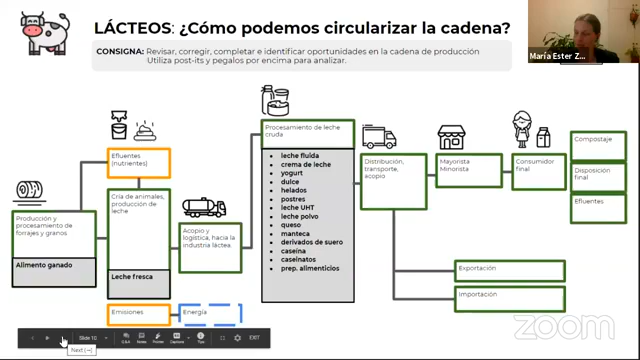 LÁCTEOS: ¿Cómo podemos circularizar la cadena?
CONSIGNA: Revisar, corregir, completar e identificar oportunidades en la cadena de producción
Utiliza post-its y pegalos por encima para analizar.
María Ester Z...
Producción y
procesamiento de
forrajes y granos
Alimento ganado
Efluentes
(nutrientes)
Cria de animales,
producción de
leche
Leche fresca
Emisiones
Energía
Acopio y
logística, hacia la
industria láctea.
Procesamiento de leche
cruda
leche fluida
crema de leche
yogurt
dulce
helados
postres
leche UHT
leche polvo
queso
manteca
derivados de suero
caseína
caseinatos
prep. alimenticios
Distribución,
transporte,
acopio
Mayorista
Minorista
Consumidor
final
Compostaje
Disposición
final
Efluentes
Exportación
Importación
Slide 10
Q&A
Notes
Pointer
Captions
Tips
EXIT
Next (→)
zoom